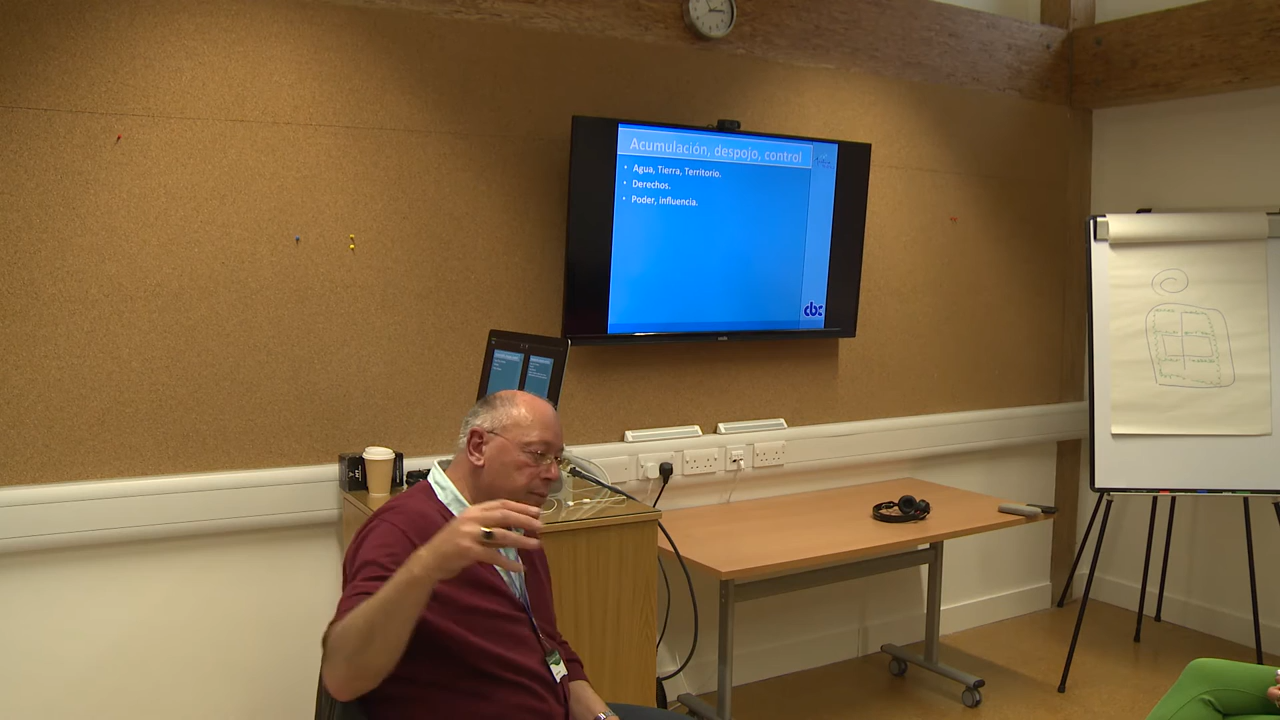 Acumulación, despojo, control
• Agua, Tierra, Territorio.
• Derechos.
• Poder, influencia.
cbc